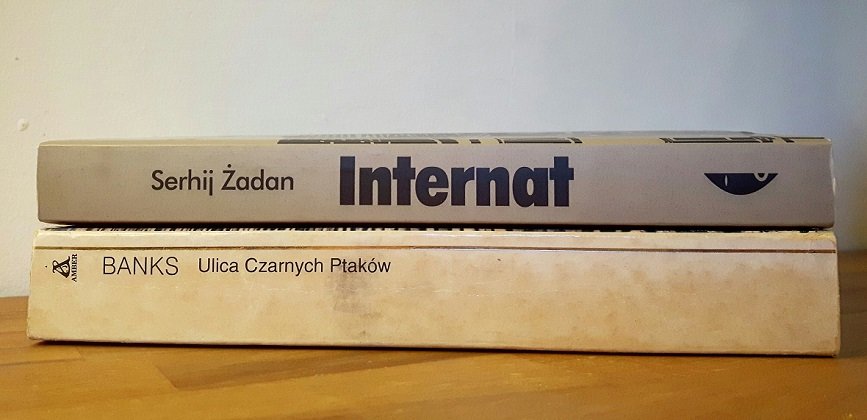 Serhij Żadan Internat
AMBER BANKS Ulica Czarnych Ptaków